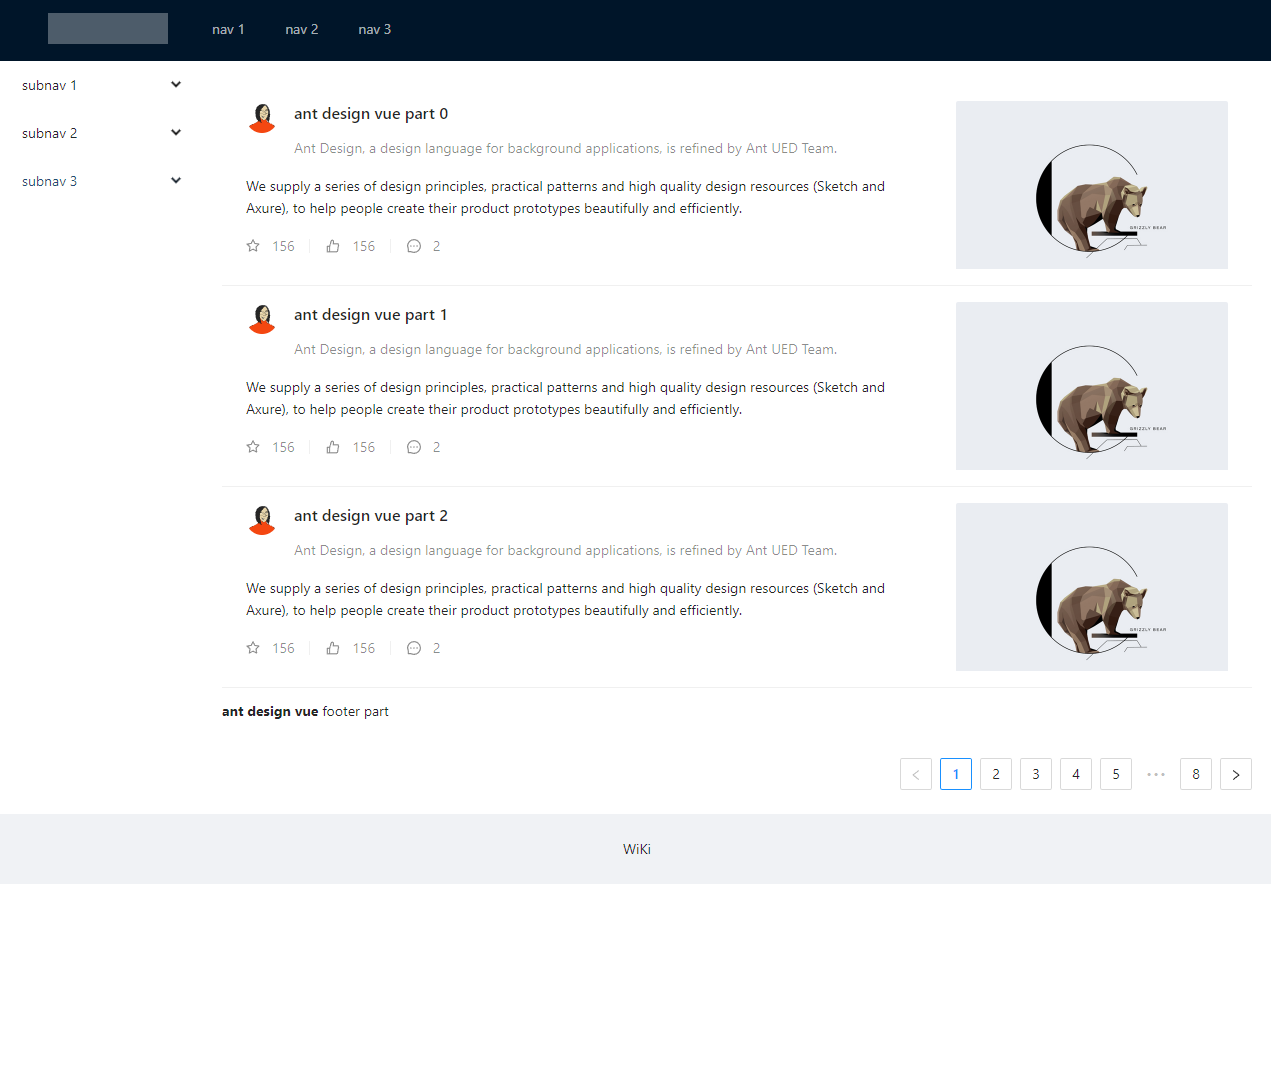 nav 1 nav 2 nav 3
subnav 1
subnav 2
subnav 3
ant design vue part 0
Ant Design, a design language for background applications, is refined by Ant UED Team.
We supply a series of design principles, practical patterns and high quality design resources (Sketch and
Axure), to help people create their product prototypes beautifully and efficiently.
156 156 2
GRIZZLY BEAR
ant design vue part 1
Ant Design, a design language for background applications, is refined by Ant UED Team.
We supply a series of design principles, practical patterns and high quality design resources (Sketch and
Axure), to help people create their product prototypes beautifully and efficiently.
156 156 2
GRIZZLY BEAR
ant design vue part 2
Ant Design, a design language for background applications, is refined by Ant UED Team.
We supply a series of design principles, practical patterns and high quality design resources (Sketch and
Axure), to help people create their product prototypes beautifully and efficiently.
156 156 2
GRIZZLY BEAR
ant design vue footer part
< 1 2 3 4 5 ••• 8 >
WiKi